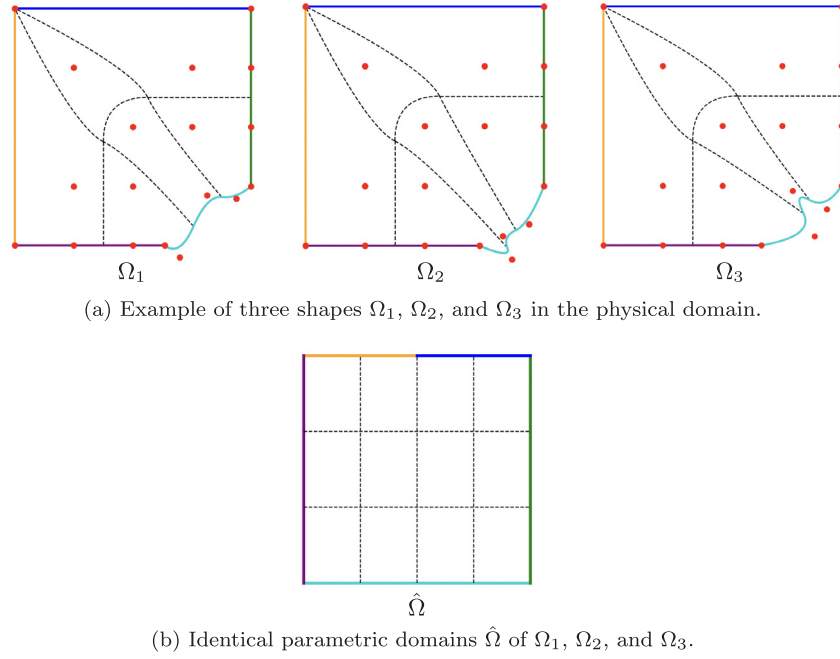 Ω₁ Ω₂ Ω₃
(a) Example of three shapes Ω₁, Ω₂, and Ω₃ in the physical domain.
Ω̂
(b) Identical parametric domains Ω̂ of Ω₁, Ω₂, and Ω₃.